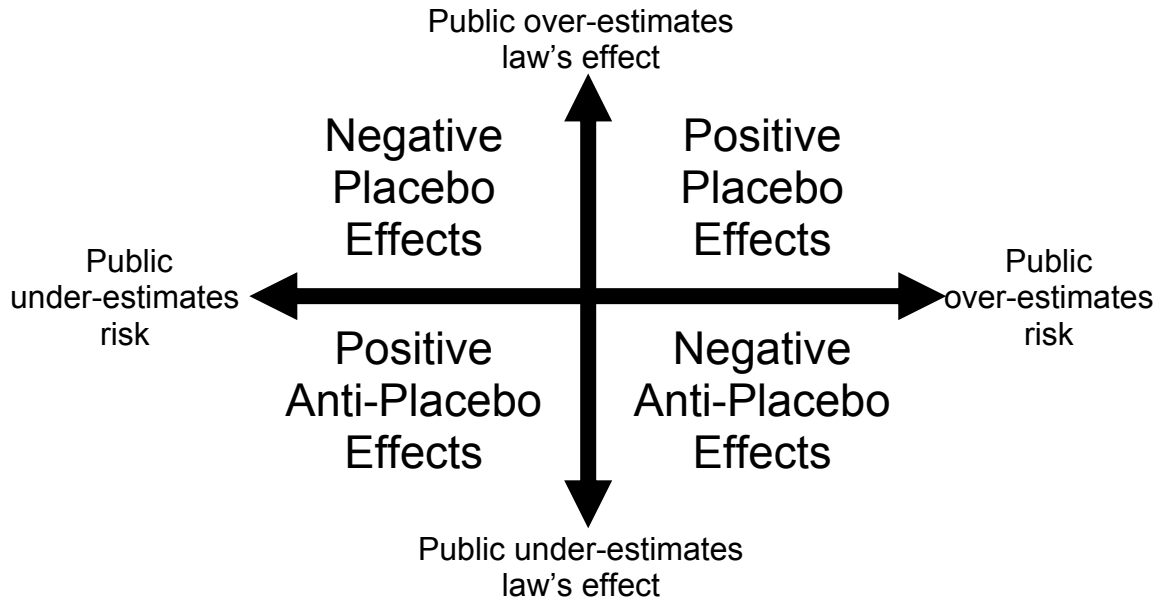 Public over-estimates
law’s effect
Negative
Placebo
Effects
Positive
Placebo
Effects
Public
under-estimates
risk
Public
over-estimates
risk
Positive
Anti-Placebo
Effects
Negative
Anti-Placebo
Effects
Public under-estimates
law’s effect